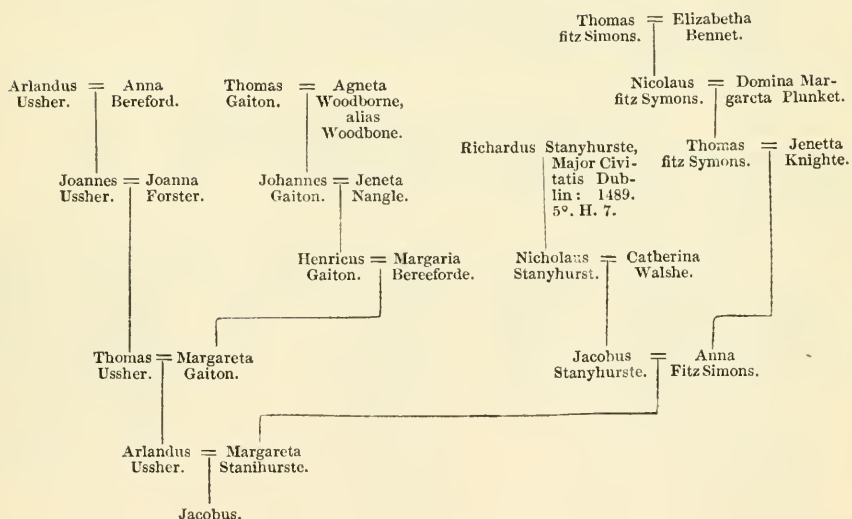 Thomas = Elizabetha
fitz Simons. Bennet.
Arlandus = Anna
Ussher. Bereford.
Thomas = Agneta
Gaiton. Woodborne,
alias
Woodbone.
Nicolaus = Domina Mar-
fitz Symons. gareta Plunket.
Richardus Stanyhurste,
Major Civi-
tatis Dub-
lin: 1489.
5º. H. 7.
Thomas = Jenetta
fitz Symons. Knighte.
Joannes = Joanna
Ussher. Forster.
Johannes = Jeneta
Gaiton. Nangle.
Henricus = Margaria
Gaiton. Bereeforde.
Nicholaus = Catherina
Stanyhurst. Walshe.
Thomas = Margareta
Ussher. Gaiton.
Jacobus = Anna
Stanyhurste. Fitz Simons.
Arlandus = Margareta
Ussher. Stanihurste.
Jacobus.